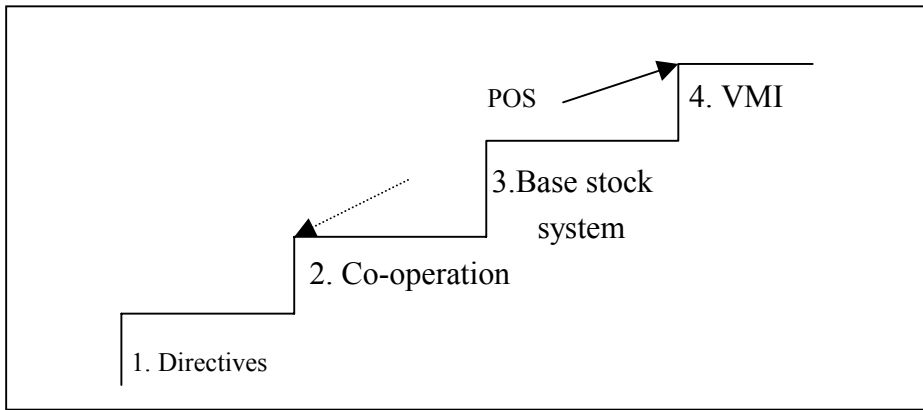 POS
4. VMI
3.Base stock
system
2. Co-operation
1. Directives